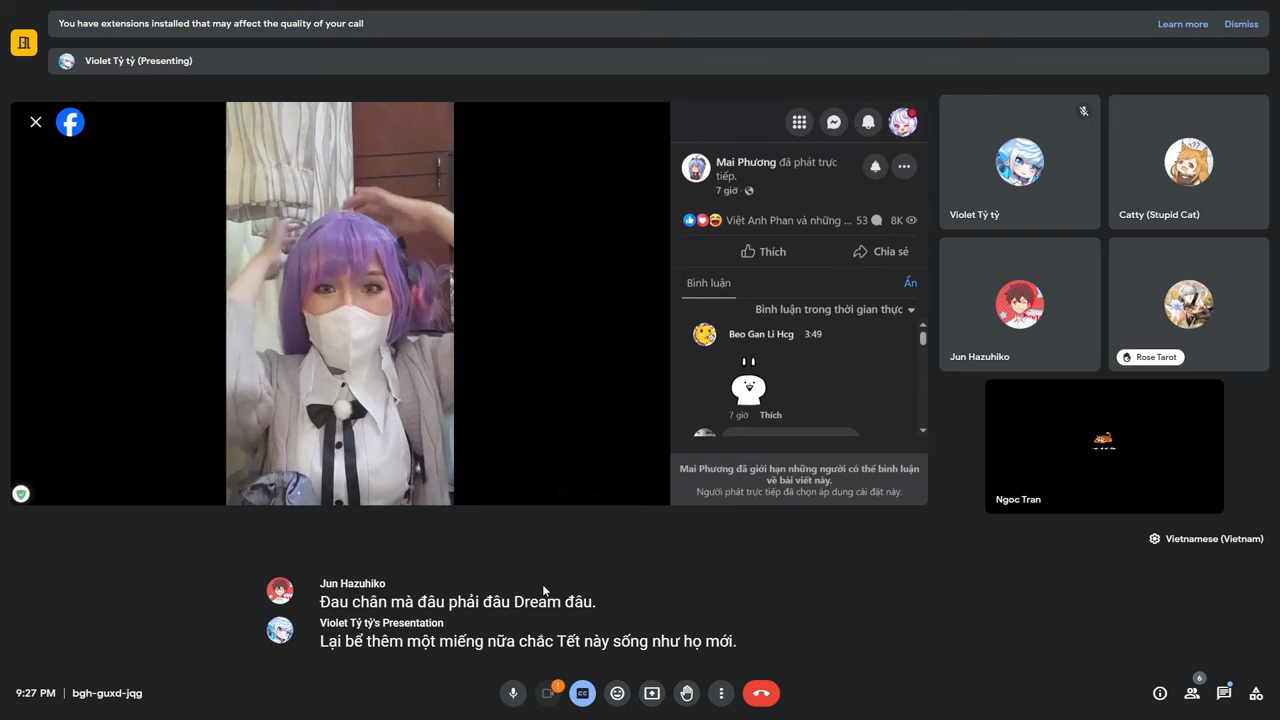 You have extensions installed that may affect the quality of your call
Learn more
Dismiss
Violet Tỷ tỷ (Presenting)
Mai Phương đã phát trực
tiếp.
7 giờ
Việt Anh Phan và những ... 53
8K
Thích
Chia sẻ
Bình luận
Ẩn
Bình luận trong thời gian thực
Beo Gan Li Hcg 3:49
7 giờ Thích
Mai Phương đã giới hạn những người có thể bình luận
về bài viết này.
Người phát trực tiếp đã chọn áp dụng cài đặt này.
Violet Tỷ tỷ
???
Catty (Stupid Cat)
Jun Hazuhiko
Rose Tarot
Ngoc Tran
Vietnamese (Vietnam)
Jun Hazuhiko
Đau chân mà đâu phải đâu Dream đâu.
Violet Tỷ tỷ's Presentation
Lại bể thêm một miếng nữa chắc Tết này sống như họ mới.
9:27 PM | bgh-guxd-jqg
CC
6